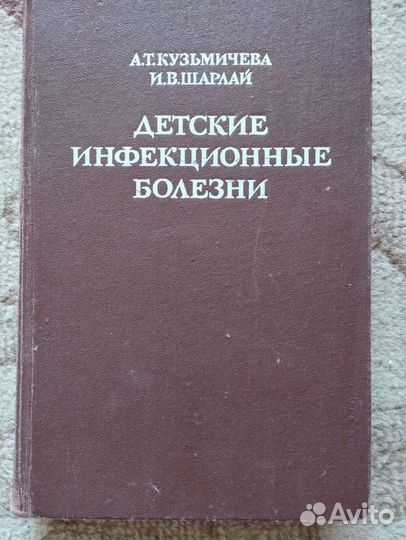 А.Т.КУЗЬМИЧЕВА
И.В.ШАРЛАЙ
ДЕТСКИЕ
ИНФЕКЦИОННЫЕ
БОЛЕЗНИ
Avito